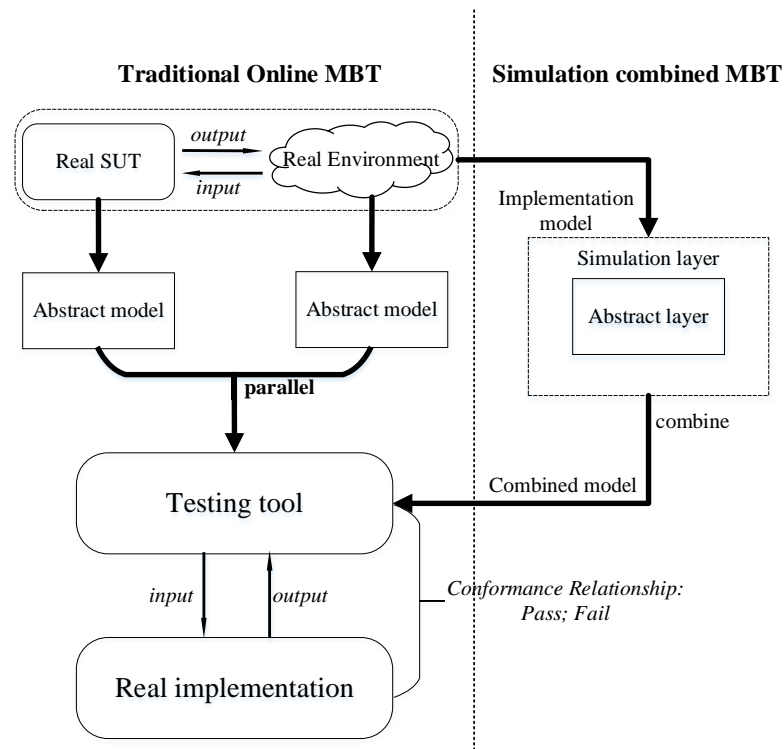 Traditional Online MBT
Simulation combined MBT
output
Real SUT
Real Environment
input
Implementation
model
Simulation layer
Abstract layer
Abstract model
Abstract model
parallel
combine
Combined model
Testing tool
input
output
Conformance Relationship:
Pass; Fail
Real implementation